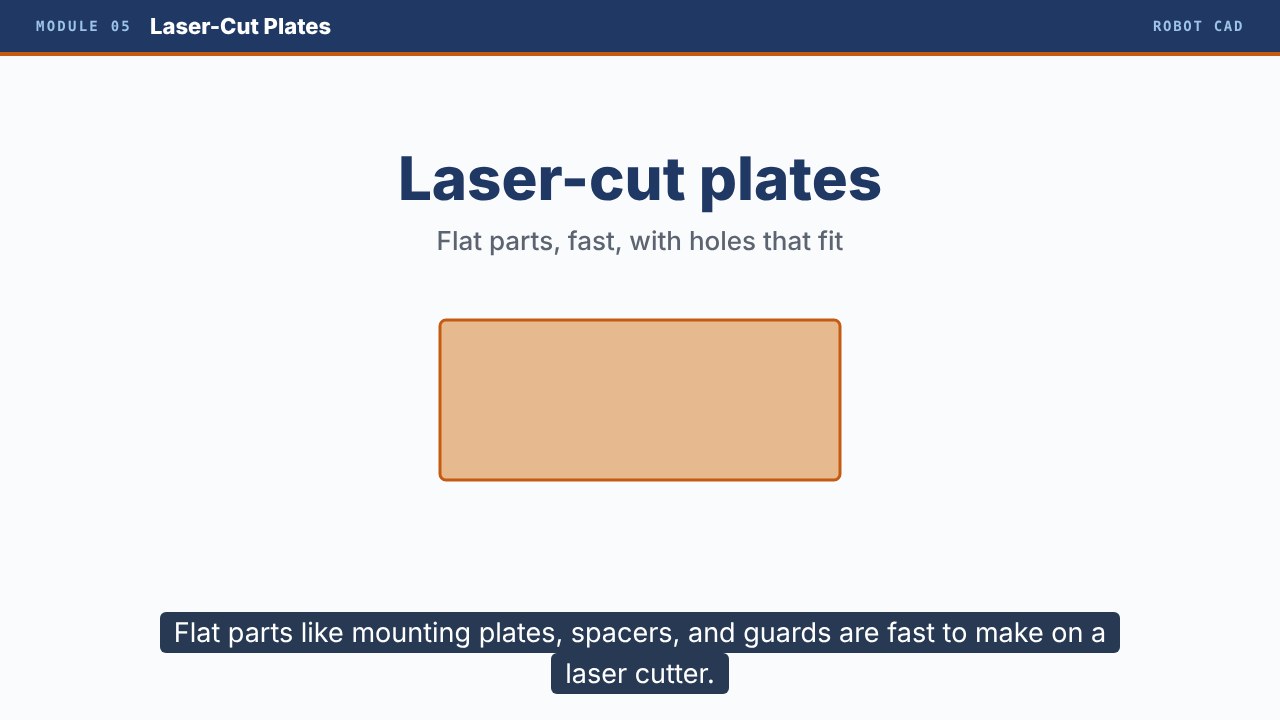 MODULE 05 Laser-Cut Plates ROBOT CAD
Laser-cut plates
Flat parts, fast, with holes that fit
Flat parts like mounting plates, spacers, and guards are fast to make on a
laser cutter.